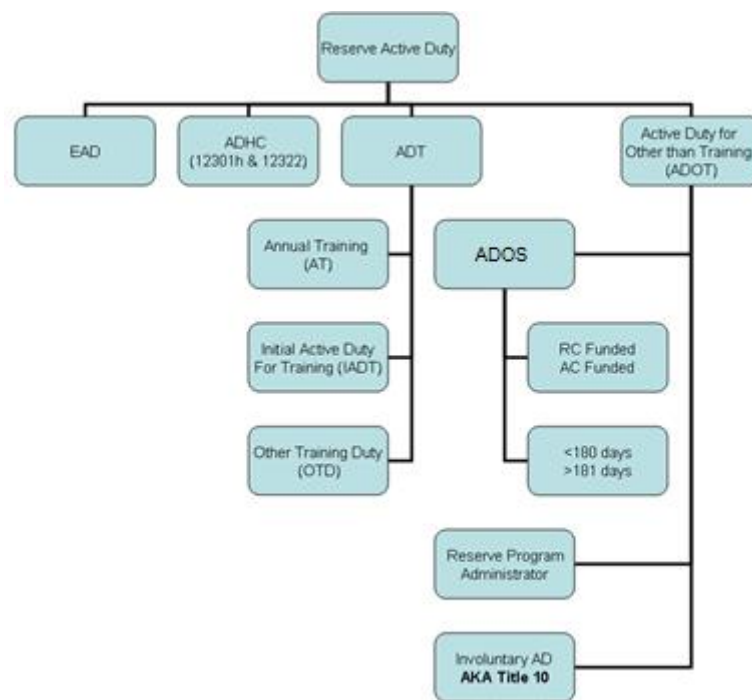 Reserve Active Duty
EAD
ADHC
(12301h & 12322)
ADT
Active Duty for
Other than Training
(ADOT)
Annual Training
(AT)
ADOS
Initial Active Duty
For Training (IADT)
RC Funded
AC Funded
Other Training Duty
(OTD)
<180 days
>181 days
Reserve Program
Administrator
Involuntary AD
AKA Title 10